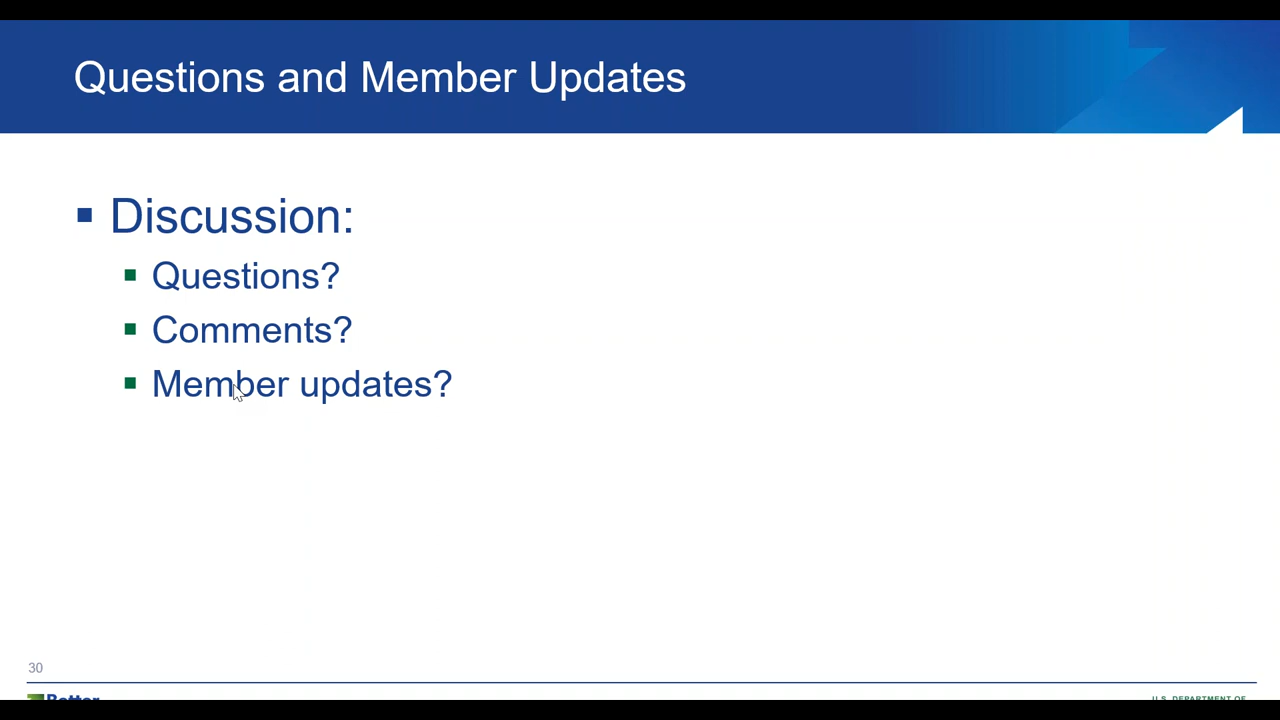 Questions and Member Updates
Discussion:
Questions?
Comments?
Member updates?
30
Better
U.S. DEPARTMENT OF